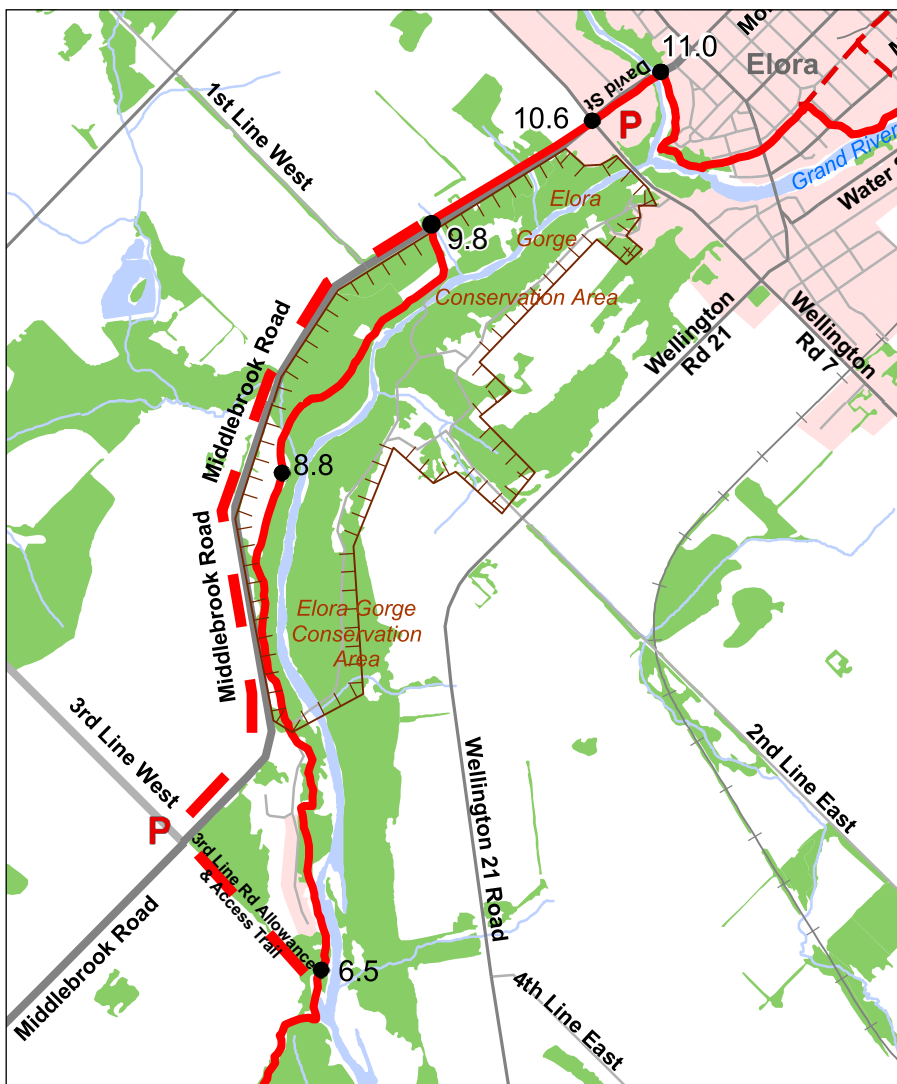 Mo
11.0
David St
Elora
1st Line West
10.6
P
Grand River
Water
Elora
9.8
Gorge
Conservation Area
Wellington
Rd 21
Wellington
Rd 7
Middlebrook Road
8.8
Middlebrook Road
Elora Gorge
Conservation
Area
3rd Line West
2nd Line East
P
Wellington 21 Road
3rd Line Rd Allowance
& Access Trail
Middlebrook Road
6.5
4th Line East